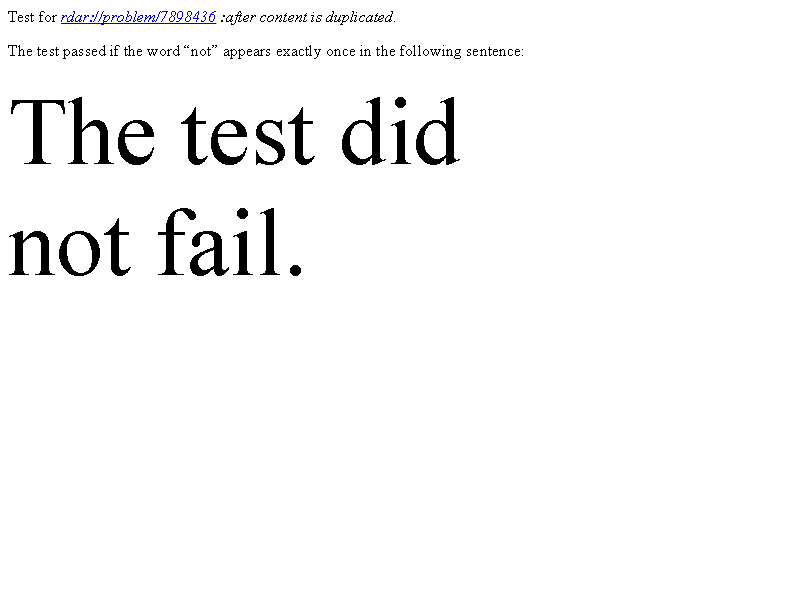 Test for rdar://problem/7898436 :after content is duplicated.
The test passed if the word “not” appears exactly once in the following sentence:
The test did
not fail.